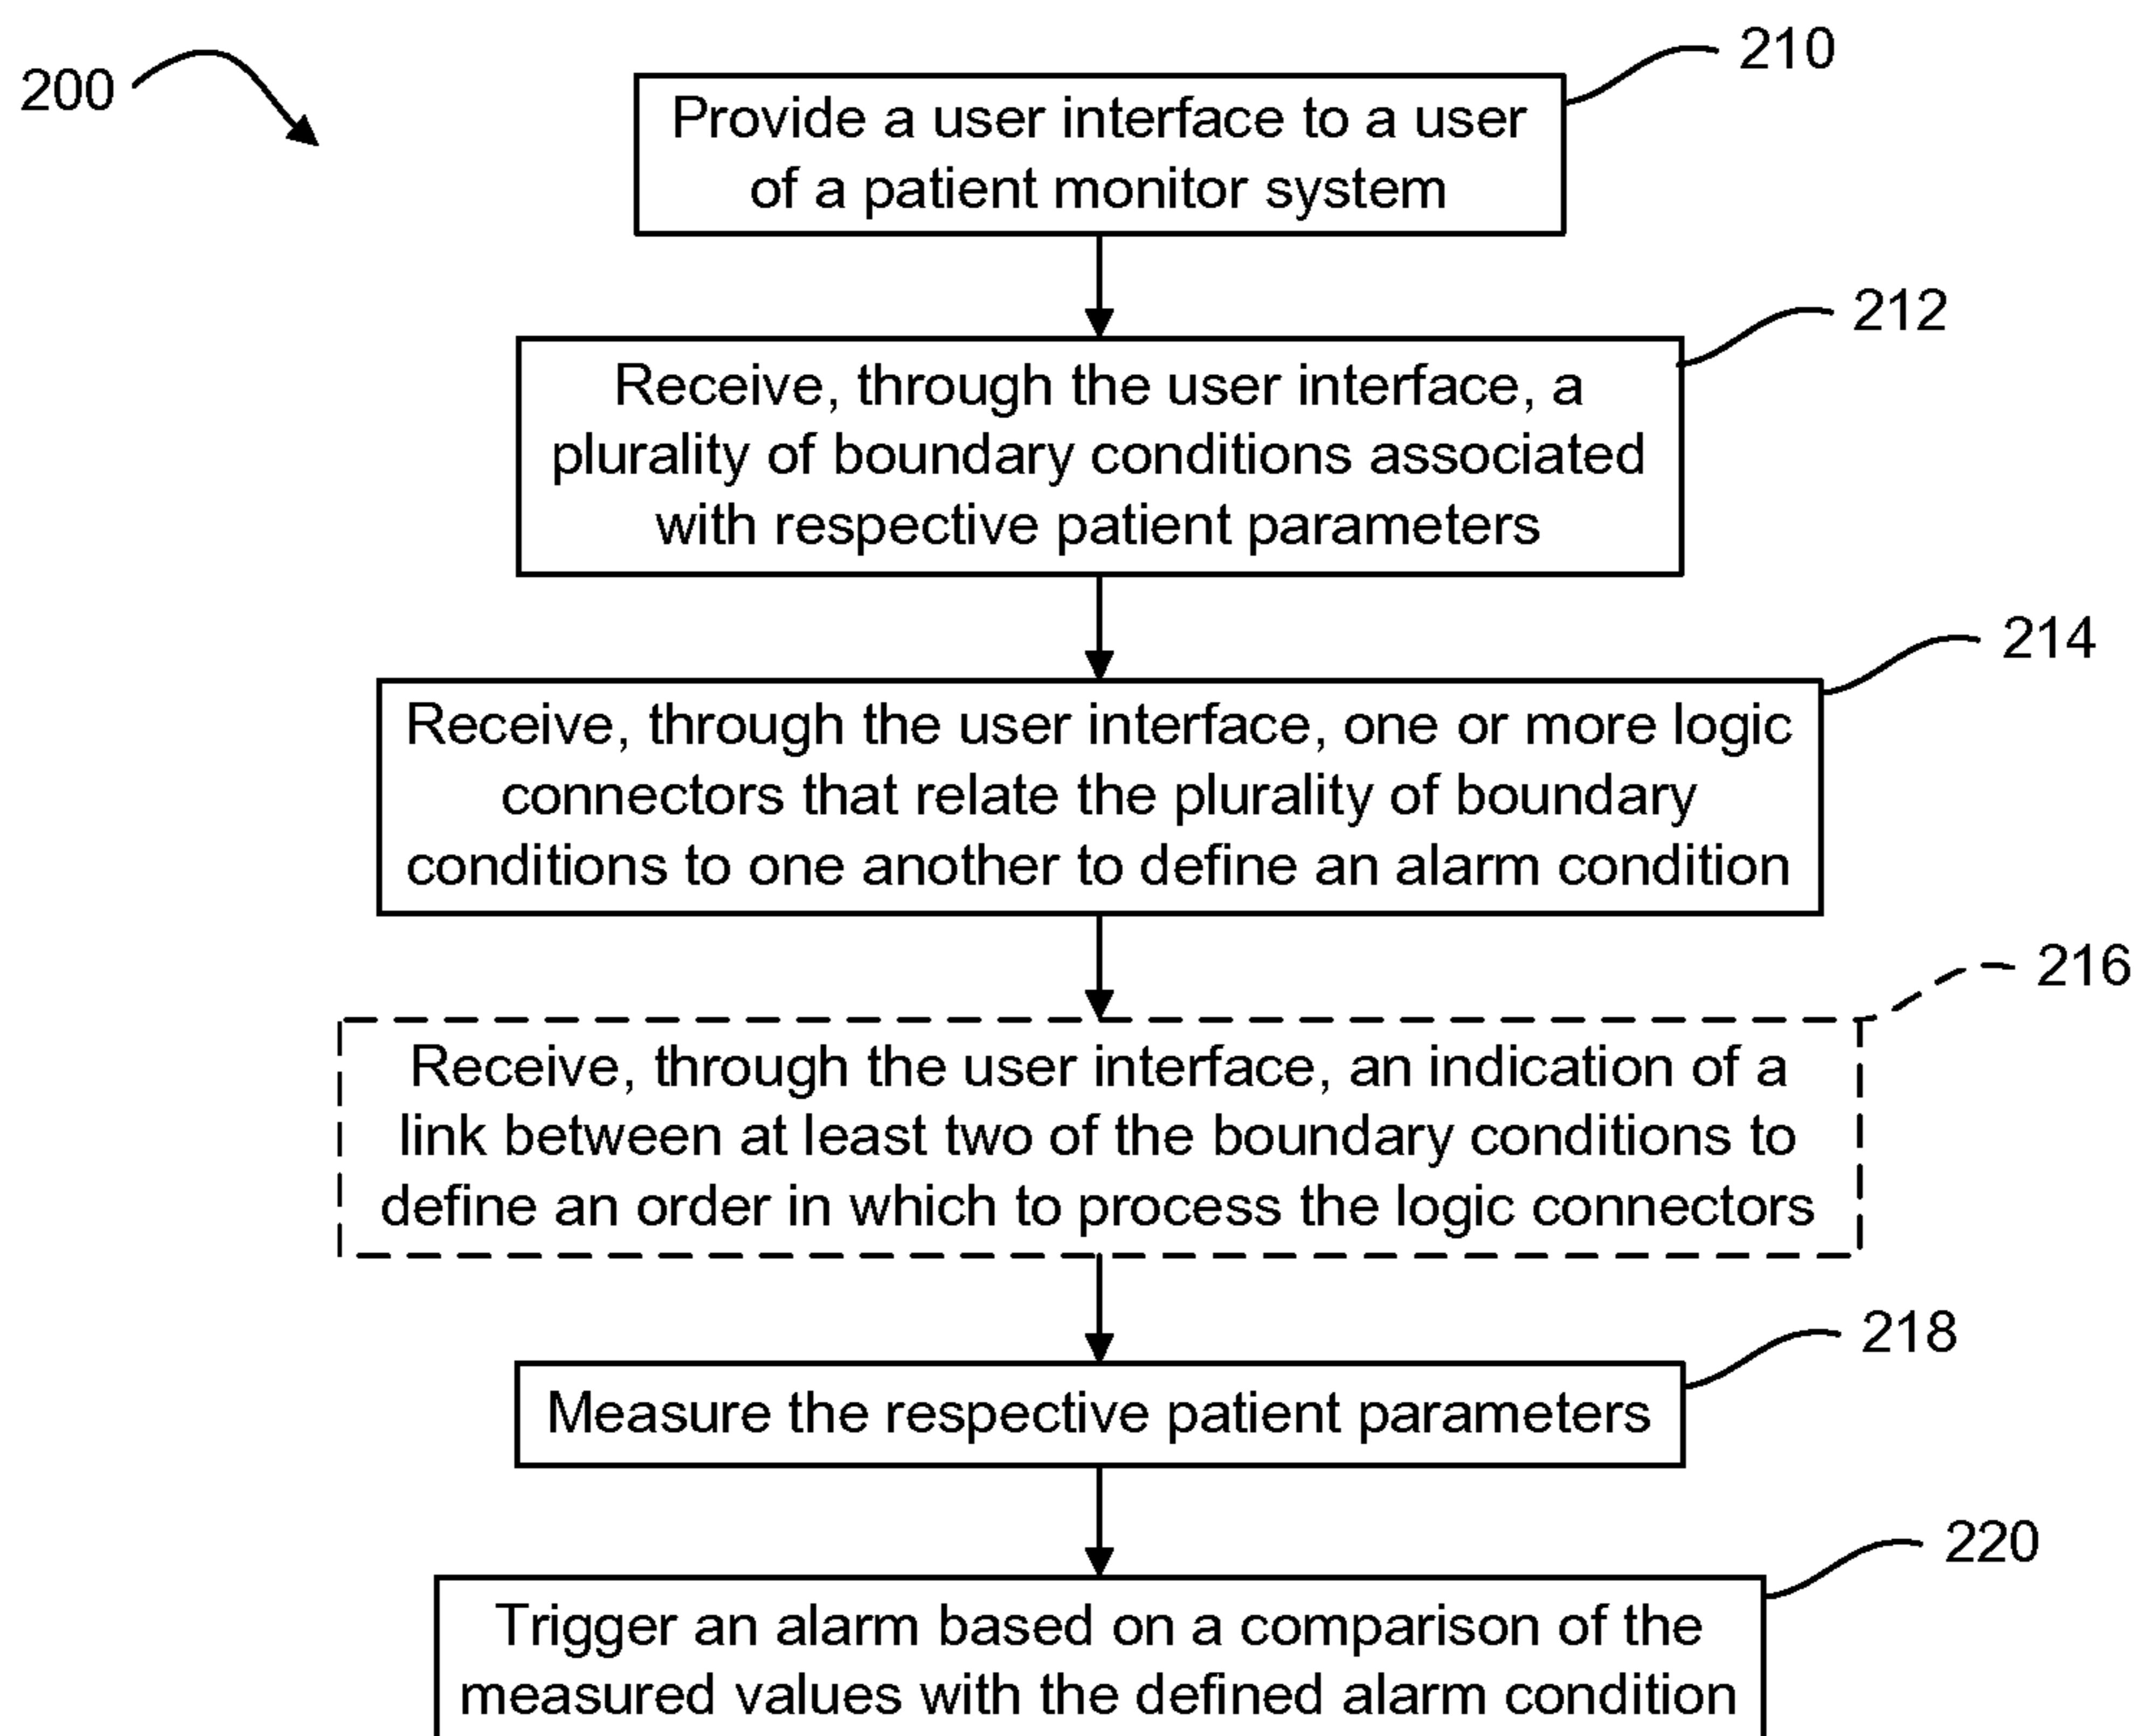 200
210
Provide a user interface to a user
of a patient monitor system
212
Receive, through the user interface, a
plurality of boundary conditions associated
with respective patient parameters
214
Receive, through the user interface, one or more logic
connectors that relate the plurality of boundary
conditions to one another to define an alarm condition
216
Receive, through the user interface, an indication of a
link between at least two of the boundary conditions to
define an order in which to process the logic connectors
218
Measure the respective patient parameters
220
Trigger an alarm based on a comparison of the
measured values with the defined alarm condition